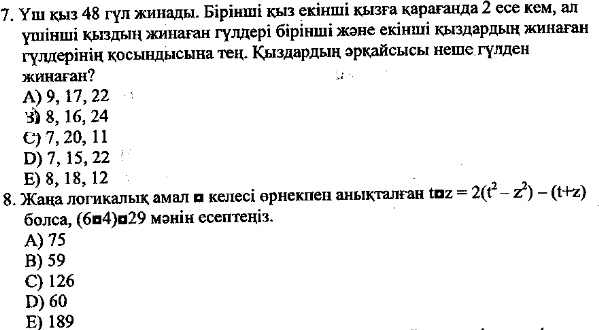 7. Үш қыз 48 гүл жинады. Бірінші қыз екінші қызға қарағанда 2 есе кем, ал
үшінші қыздың жинаған гүлдері бірінші және екінші қыздардың жинаған
гүлдерінің қосындысына тең. Қыздардың әрқайсысы неше гүлден
жинаған?
A) 9, 17, 22
B) 8, 16, 24
C) 7, 20, 11
D) 7, 15, 22
E) 8, 18, 12
8. Жаңа логикалық амал ◘ келесі өрнекпен анықталған t◘z = 2(t² – z²) – (t+z)
болса, (6◘4)◘29 мәнін есептеңіз.
A) 75
B) 59
C) 126
D) 60
E) 189